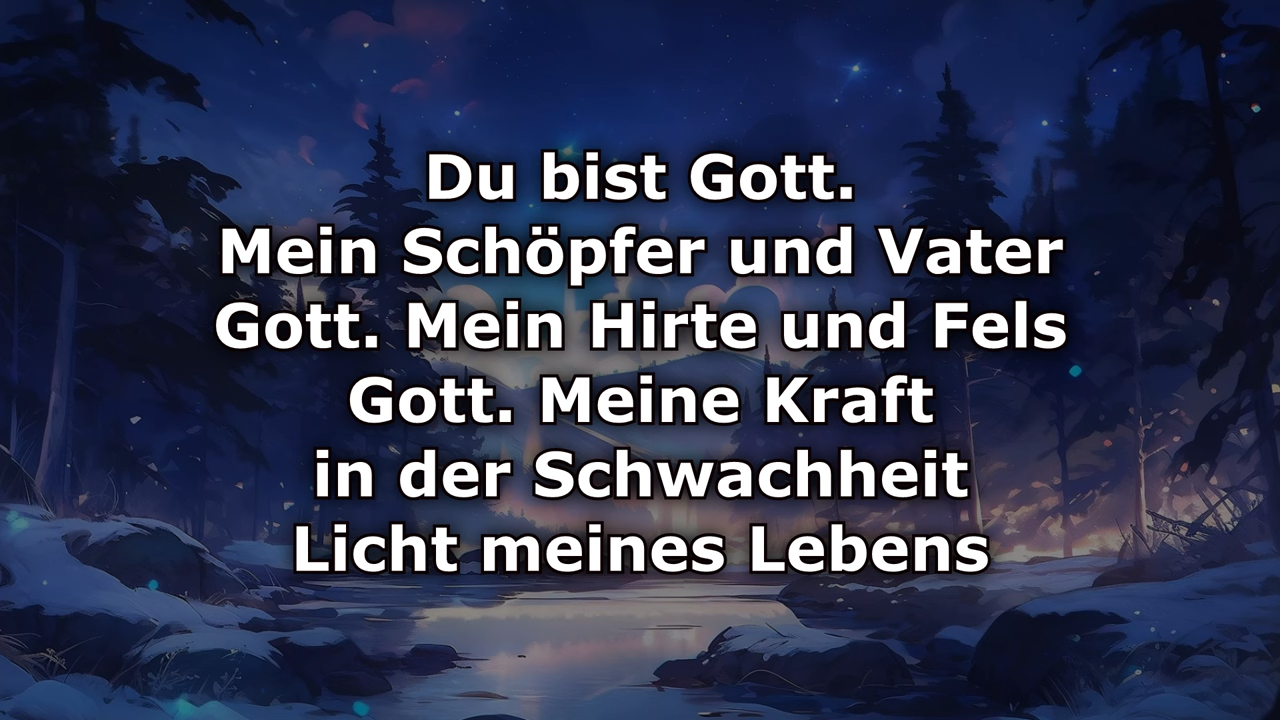 Du bist Gott.
Mein Schöpfer und Vater
Gott. Mein Hirte und Fels
Gott. Meine Kraft
in der Schwachheit
Licht meines Lebens